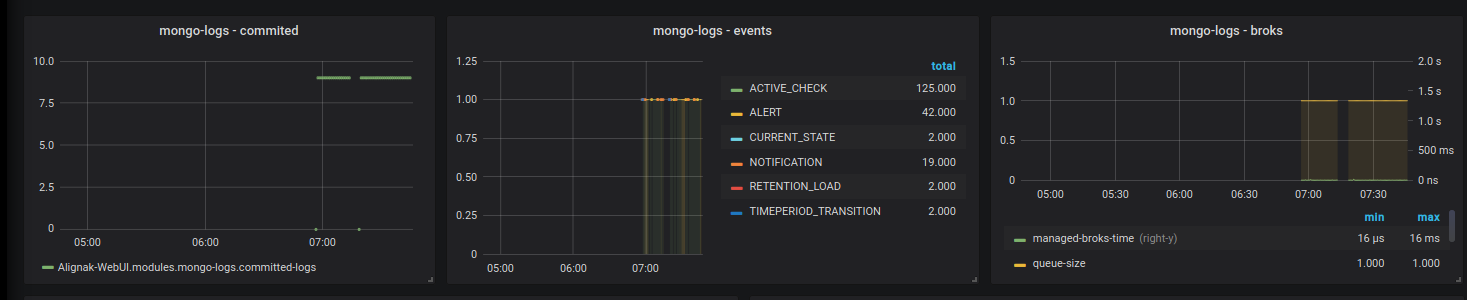 mongo-logs - commited
10.0
7.5
5.0
2.5
0
05:00 06:00 07:00
Alignak-WebUI.modules.mongo-logs.committed-logs
mongo-logs - events
1.25
1.00
0.75
0.50
0.25
0
05:00 06:00 07:00
total
ACTIVE_CHECK 125.000
ALERT 42.000
CURRENT_STATE 2.000
NOTIFICATION 19.000
RETENTION_LOAD 2.000
TIMEPERIOD_TRANSITION 2.000
mongo-logs - broks
1.5
1.0
0.5
0
2.0 s
1.5 s
1.0 s
500 ms
0 ns
05:00 05:30 06:00 06:30 07:00 07:30
min max
managed-broks-time (right-y) 16 µs 16 ms
queue-size 1.000 1.000